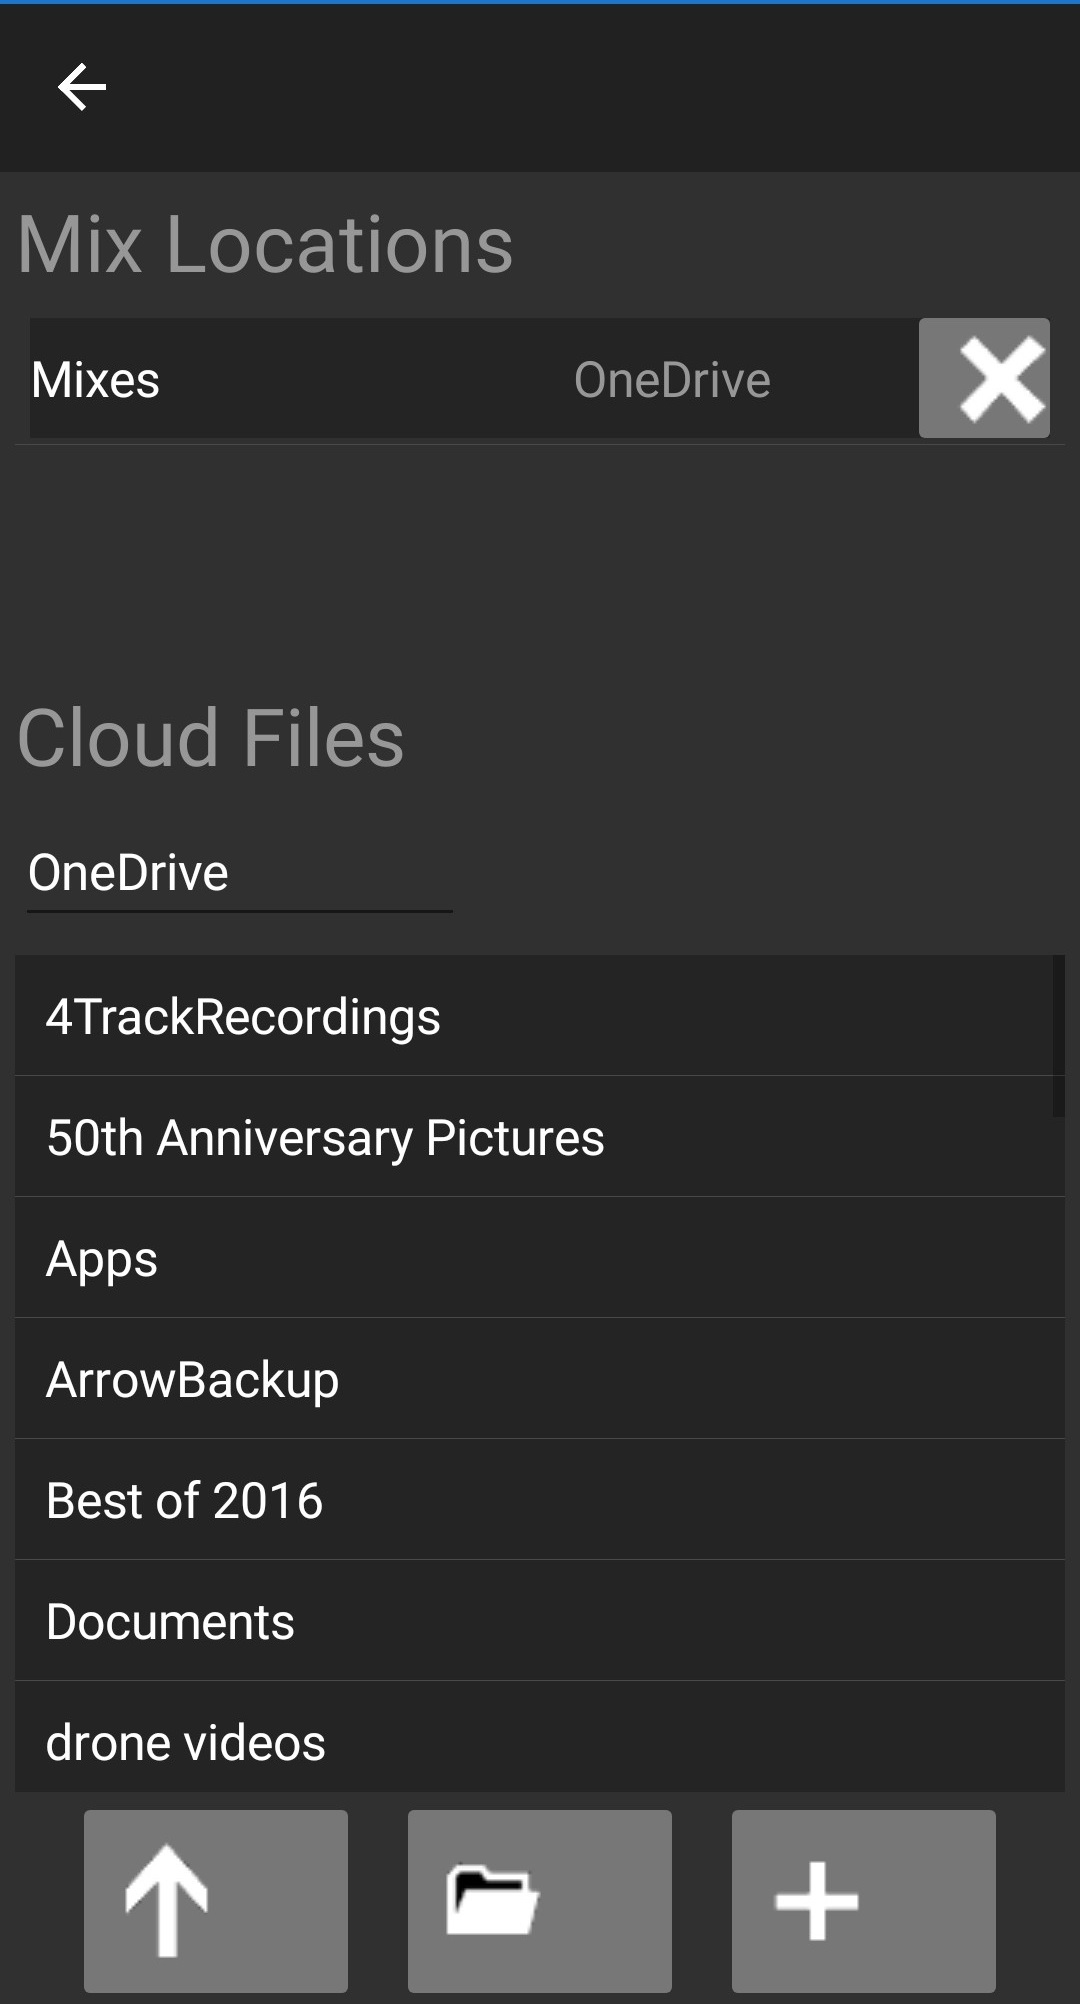 Mix Locations
Mixes OneDrive
Cloud Files
OneDrive
4TrackRecordings
50th Anniversary Pictures
Apps
ArrowBackup
Best of 2016
Documents
drone videos